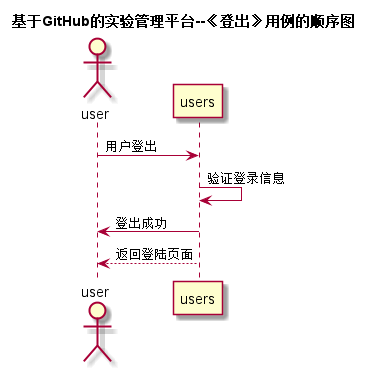 基于GitHub的实验管理平台--《登出》用例的顺序图
user
users
用户登出
验证登录信息
登出成功
返回登陆页面
user
users